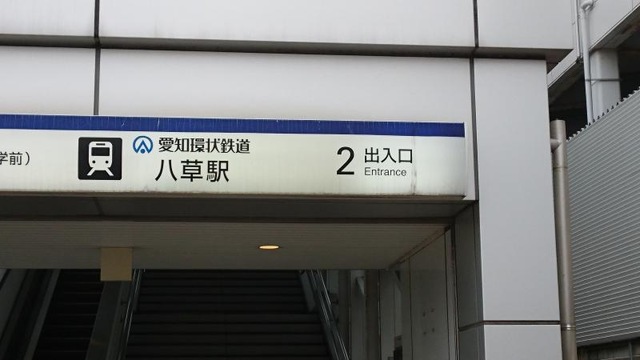 学前）
愛知環状鉄道
八草駅
2 出入口
Entrance